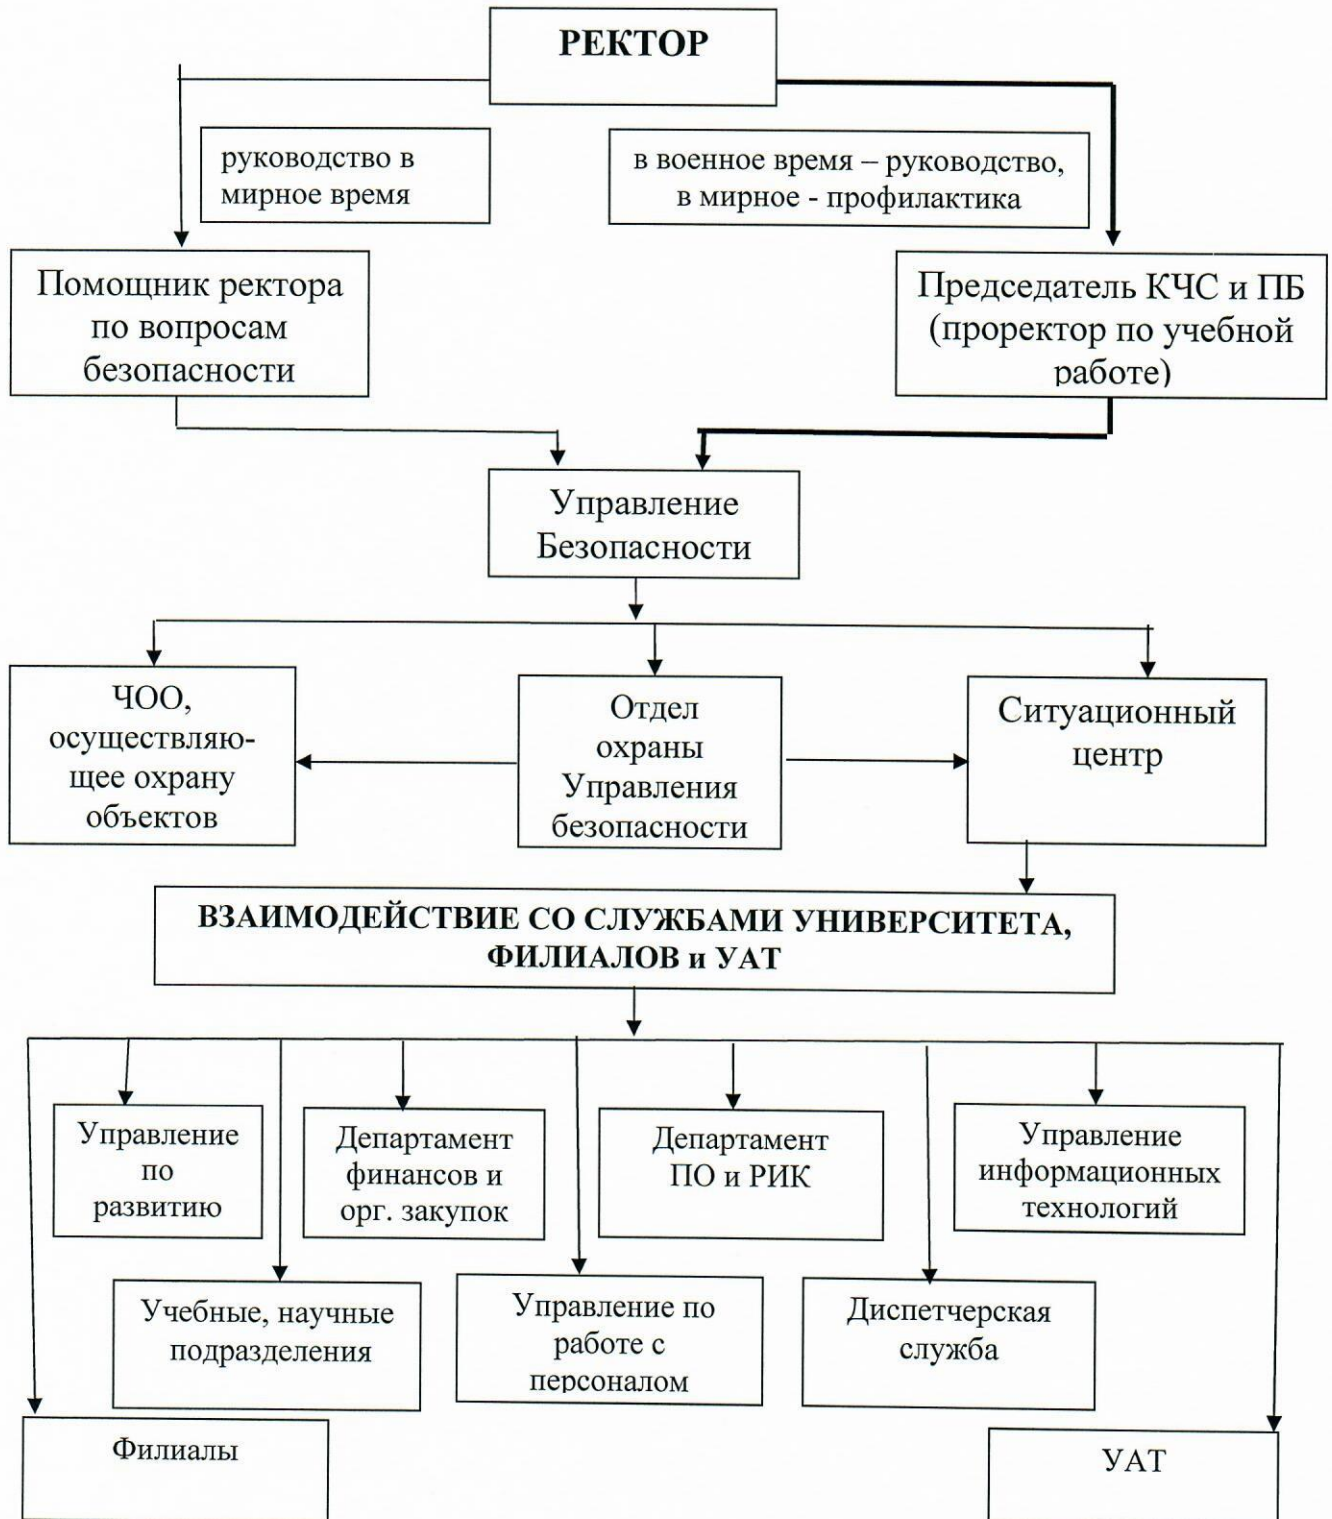 РЕКТОР
руководство в
мирное время
в военное время – руководство,
в мирное - профилактика
Помощник ректора
по вопросам
безопасности
Председатель КЧС и ПБ
(проректор по учебной
работе)
Управление
Безопасности
ЧОО,
осуществляю-
щее охрану
объектов
Отдел
охраны
Управления
безопасности
Ситуационный
центр
ВЗАИМОДЕЙСТВИЕ СО СЛУЖБАМИ УНИВЕРСИТЕТА,
ФИЛИАЛОВ и УАТ
Управление
по
развитию
Департамент
финансов и
орг. закупок
Департамент
ПО и РИК
Управление
информационных
технологий
Учебные, научные
подразделения
Управление по
работе с
персоналом
Диспетчерская
служба
Филиалы
УАТ